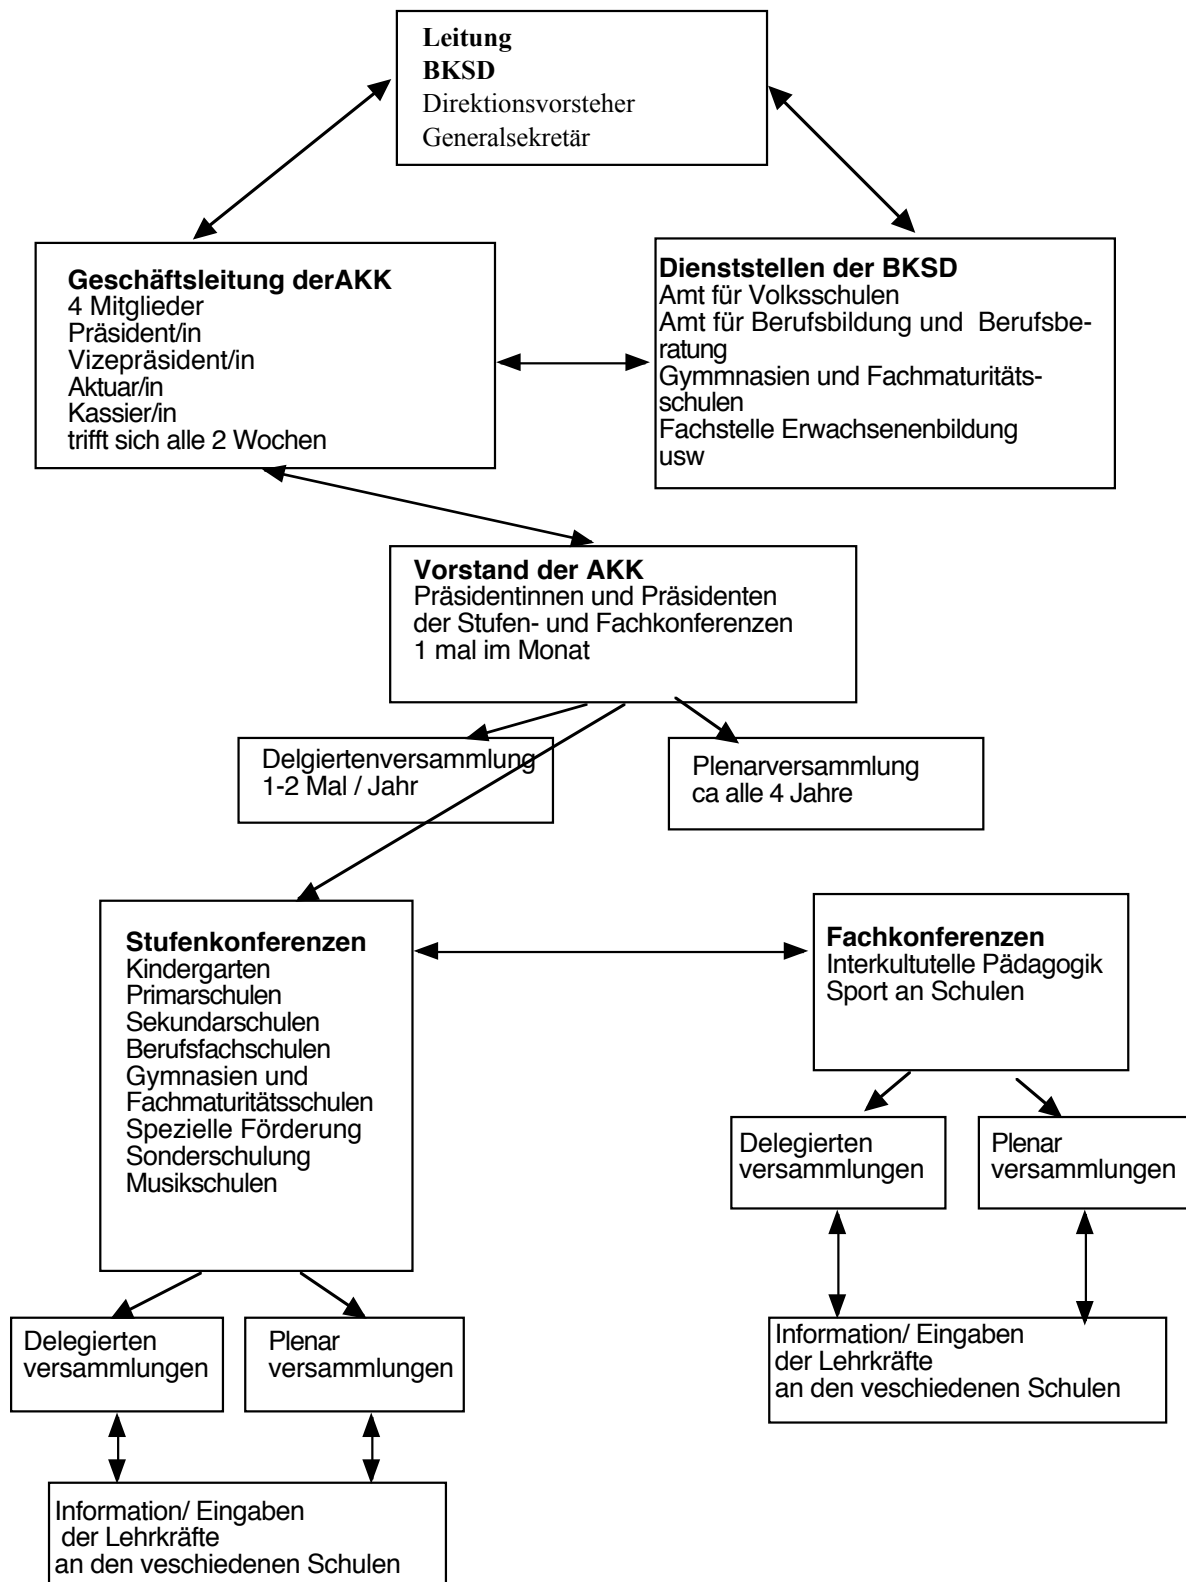 Leitung
BKSD
Direktionsvorsteher
Generalsekretär
Geschäftsleitung derAKK
4 Mitglieder
Präsident/in
Vizepräsident/in
Aktuar/in
Kassier/in
trifft sich alle 2 Wochen
Dienststellen der BKSD
Amt für Volksschulen
Amt für Berufsbildung und Berufsbe-
ratung
Gymmnasien und Fachmaturitäts-
schulen
Fachstelle Erwachsenenbildung
usw
Vorstand der AKK
Präsidentinnen und Präsidenten
der Stufen- und Fachkonferenzen
1 mal im Monat
Delgiertenversammlung
1-2 Mal / Jahr
Plenarversammlung
ca alle 4 Jahre
Stufenkonferenzen
Kindergarten
Primarschulen
Sekundarschulen
Berufsfachschulen
Gymnasien und
Fachmaturitätsschulen
Spezielle Förderung
Sonderschulung
Musikschulen
Fachkonferenzen
Interkultutelle Pädagogik
Sport an Schulen
Delegierten
versammlungen
Plenar
versammlungen
Information/ Eingaben
der Lehrkräfte
an den veschiedenen Schulen
Delegierten
versammlungen
Plenar
versammlungen
Information/ Eingaben
der Lehrkräfte
an den veschiedenen Schulen